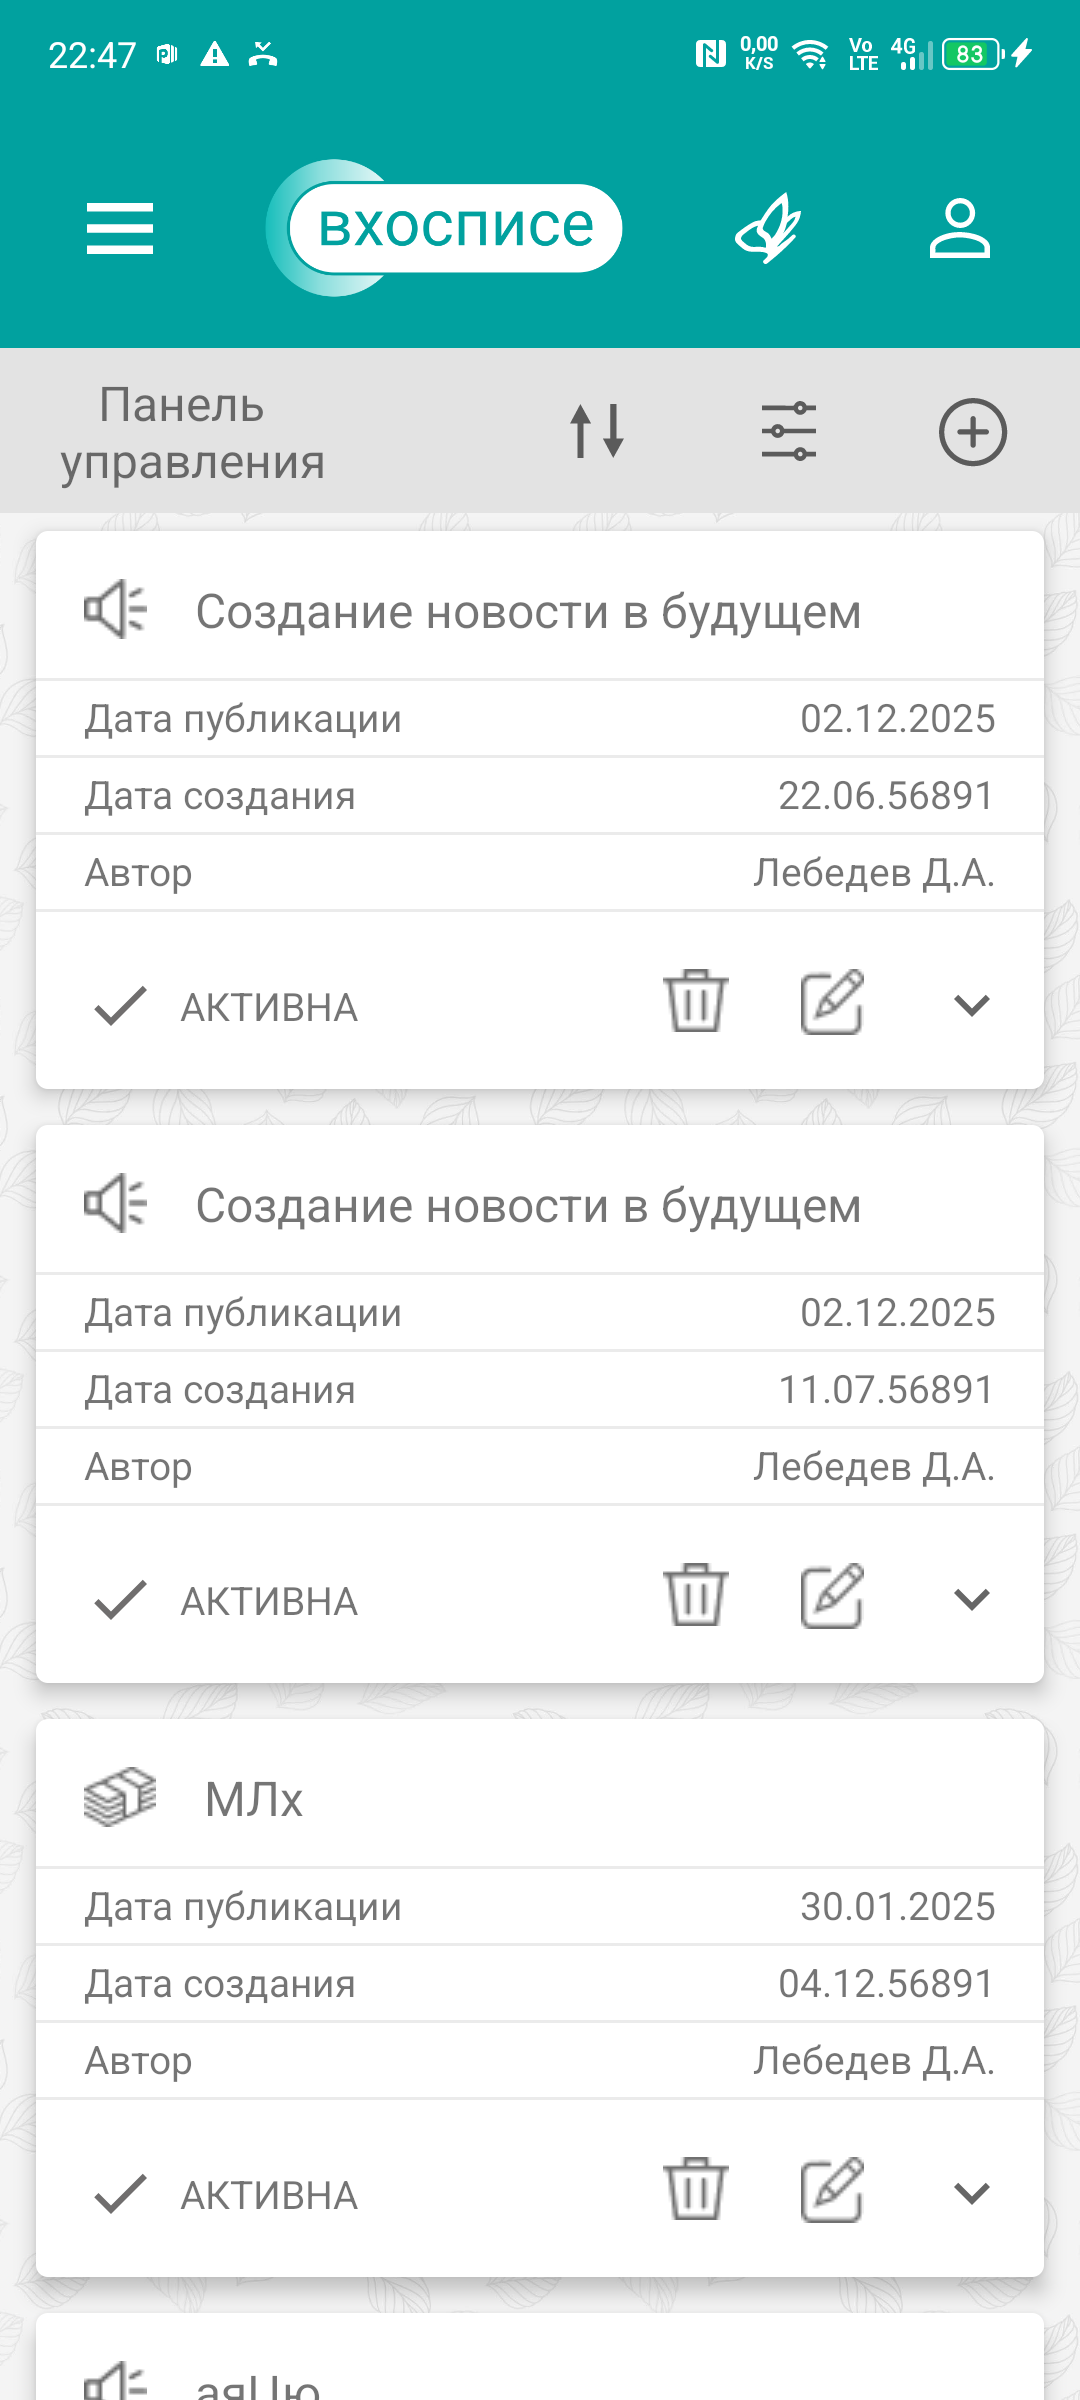 22:47
0,00
K/S
Vo
LTE
4G
83
вхосписе
Панель
управления
Создание новости в будущем
Дата публикации 02.12.2025
Дата создания 22.06.56891
Автор Лебедев Д.А.
АКТИВНА
Создание новости в будущем
Дата публикации 02.12.2025
Дата создания 11.07.56891
Автор Лебедев Д.А.
АКТИВНА
МЛх
Дата публикации 30.01.2025
Дата создания 04.12.56891
Автор Лебедев Д.А.
АКТИВНА